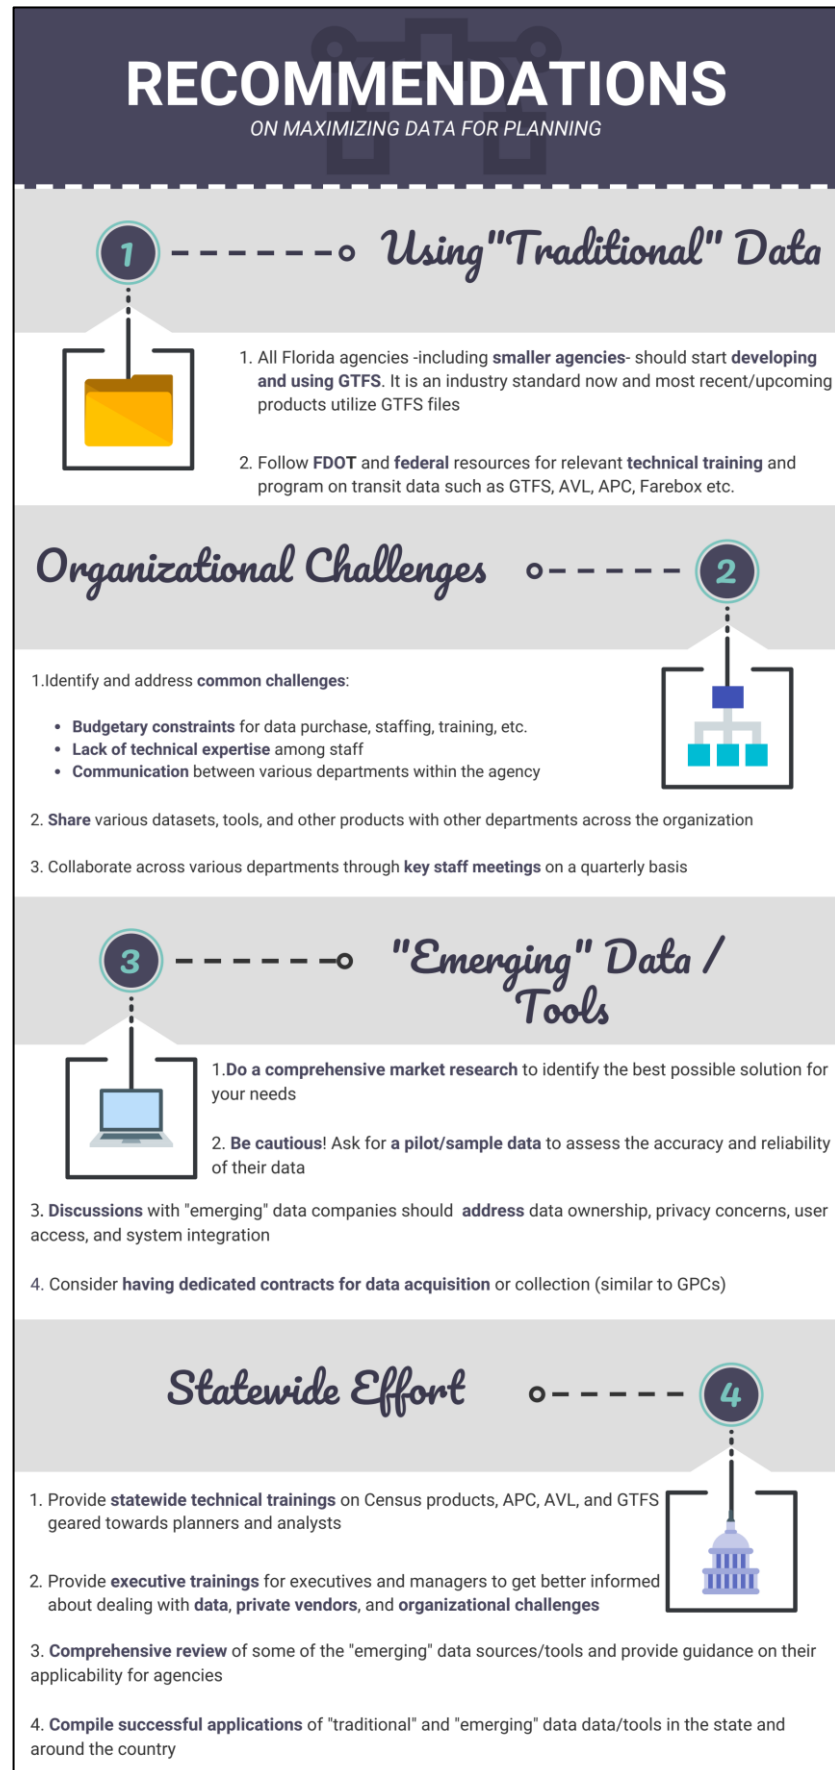 RECOMMENDATIONS
ON MAXIMIZING DATA FOR PLANNING
1
Using "Traditional" Data
1. All Florida agencies -including smaller agencies- should start developing
and using GTFS. It is an industry standard now and most recent/upcoming
products utilize GTFS files
2. Follow FDOT and federal resources for relevant technical training and
program on transit data such as GTFS, AVL, APC, Farebox etc.
Organizational Challenges
2
1.Identify and address common challenges:
• Budgetary constraints for data purchase, staffing, training, etc.
• Lack of technical expertise among staff
• Communication between various departments within the agency
2. Share various datasets, tools, and other products with other departments across the organization
3. Collaborate across various departments through key staff meetings on a quarterly basis
3
"Emerging" Data /
Tools
1.Do a comprehensive market research to identify the best possible solution for
your needs
2. Be cautious! Ask for a pilot/sample data to assess the accuracy and reliability
of their data
3. Discussions with "emerging" data companies should address data ownership, privacy concerns, user
access, and system integration
4. Consider having dedicated contracts for data acquisition or collection (similar to GPCs)
Statewide Effort
4
1. Provide statewide technical trainings on Census products, APC, AVL, and GTFS
geared towards planners and analysts
2. Provide executive trainings for executives and managers to get better informed
about dealing with data, private vendors, and organizational challenges
3. Comprehensive review of some of the "emerging" data sources/tools and provide guidance on their
applicability for agencies
4. Compile successful applications of "traditional" and "emerging" data data/tools in the state and
around the country